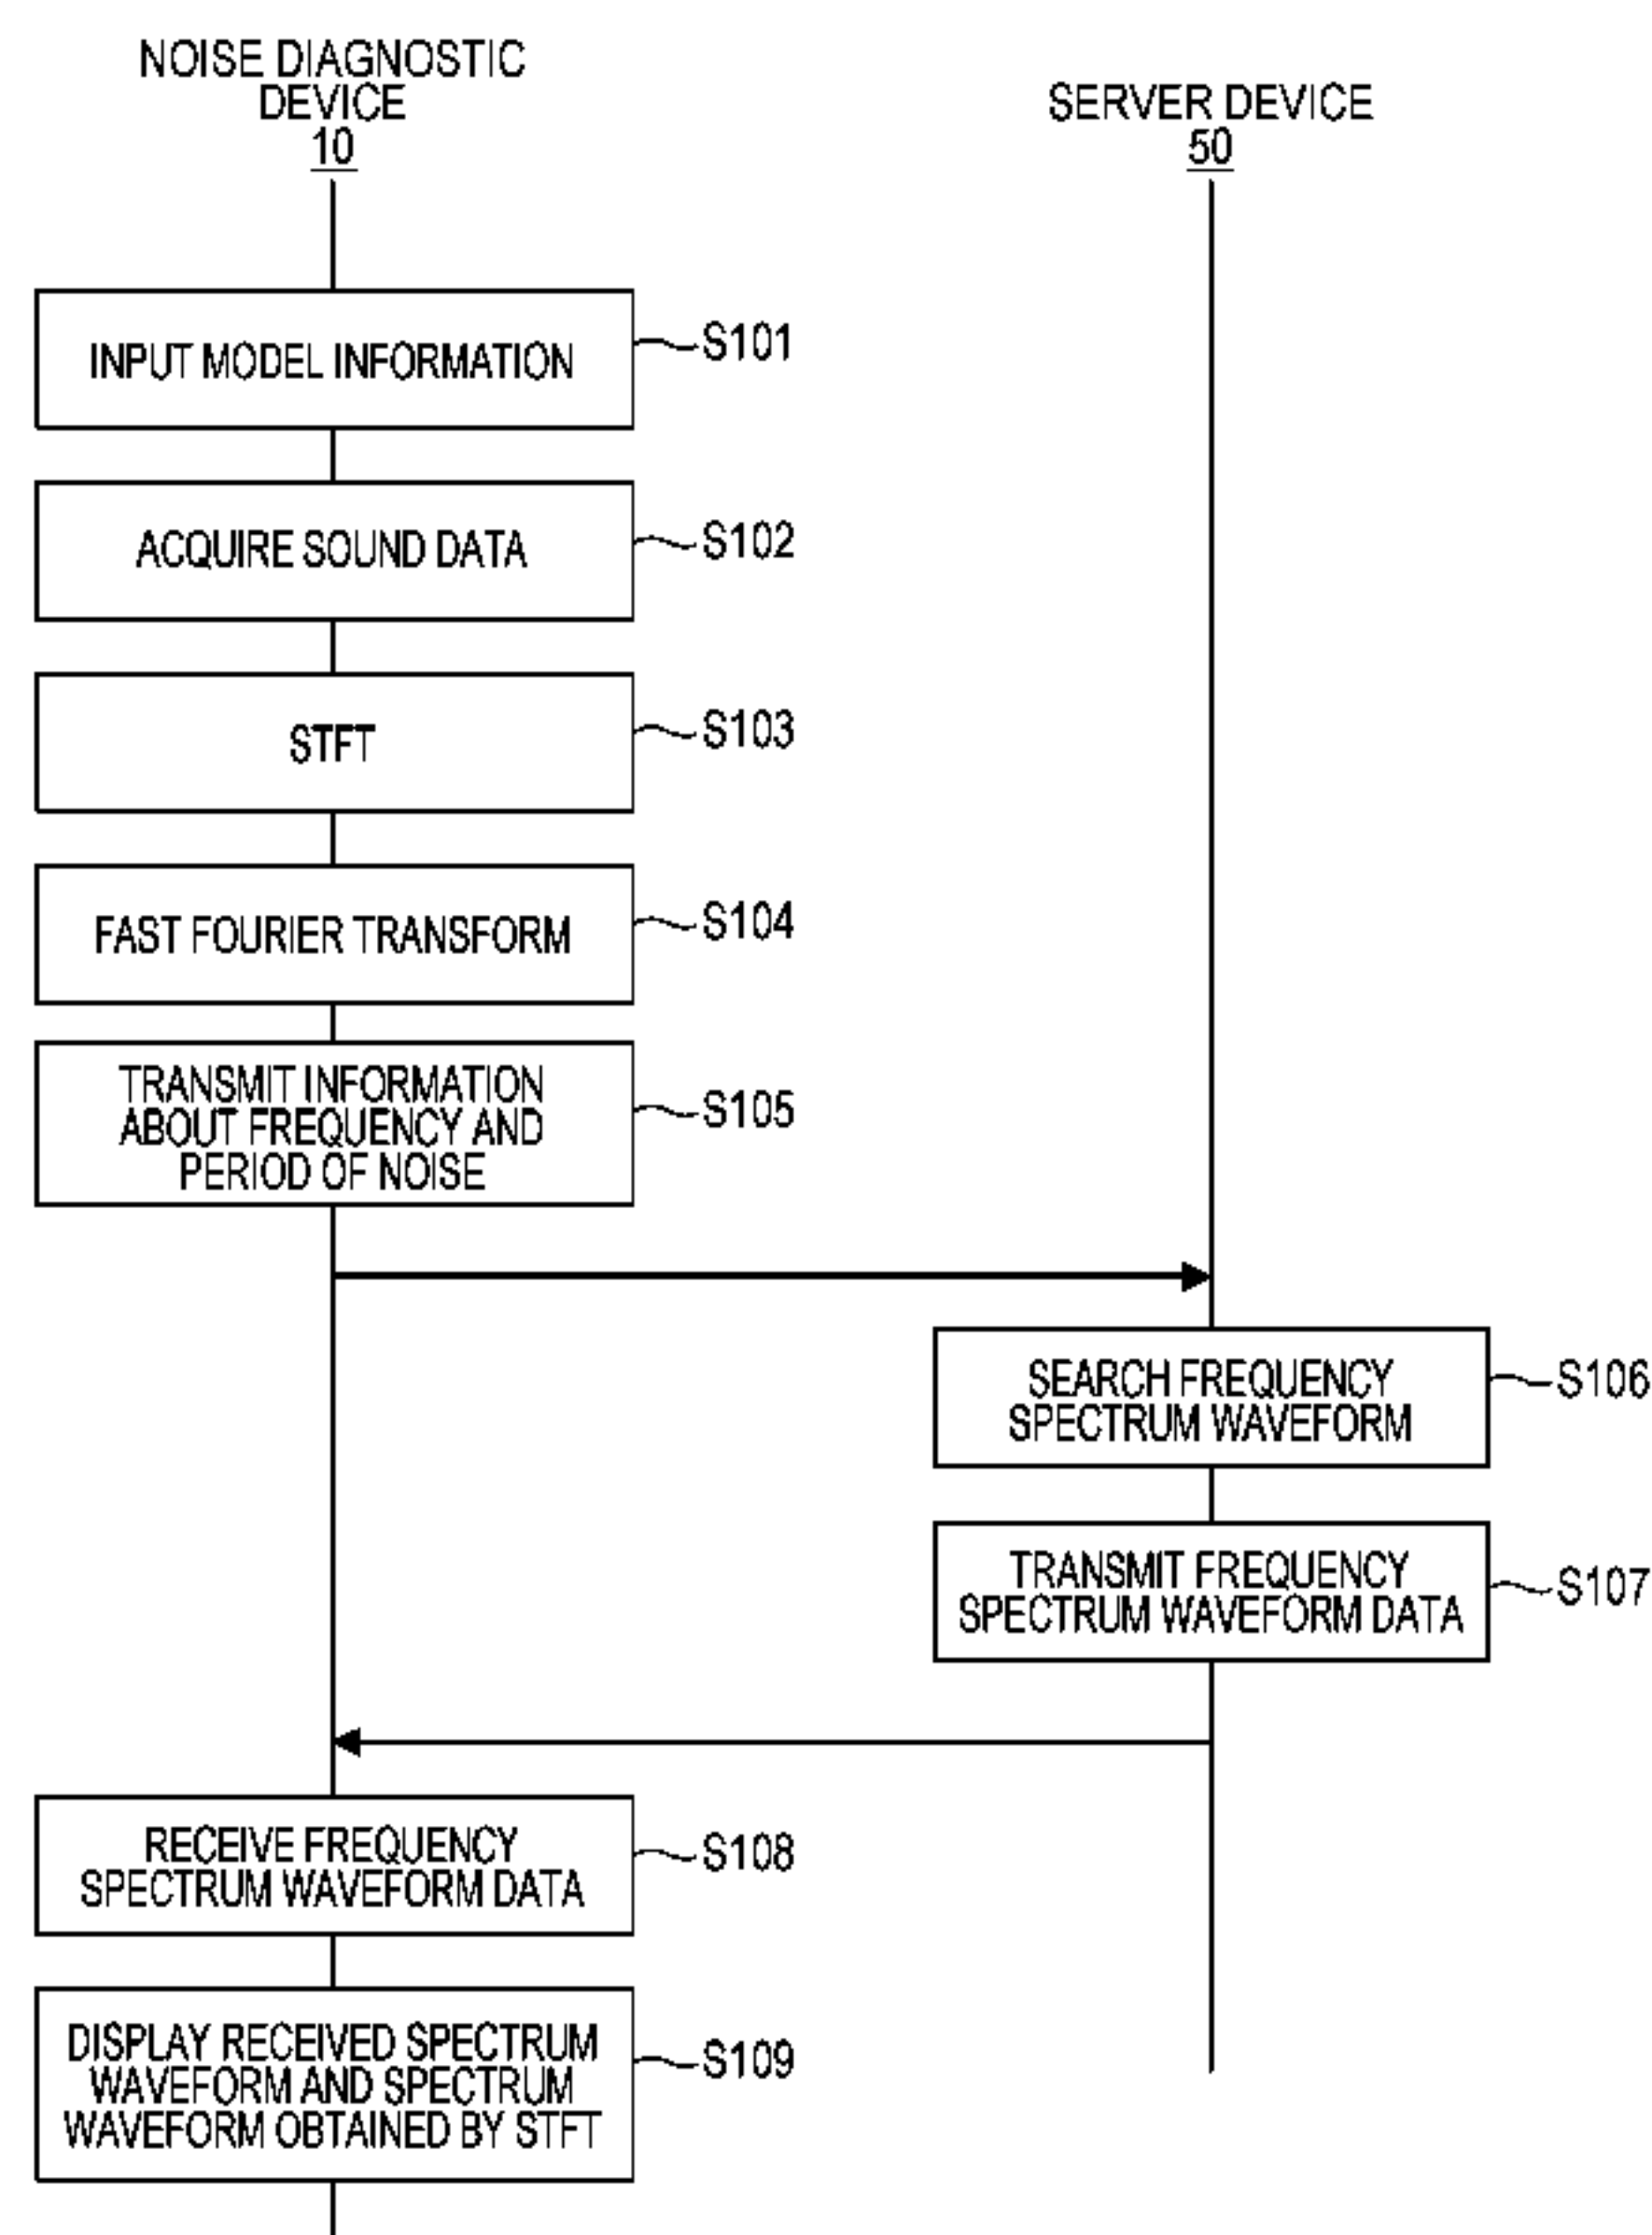 NOISE DIAGNOSTIC
DEVICE
10
SERVER DEVICE
50
INPUT MODEL INFORMATION
S101
ACQUIRE SOUND DATA
S102
STFT
S103
FAST FOURIER TRANSFORM
S104
TRANSMIT INFORMATION
ABOUT FREQUENCY AND
PERIOD OF NOISE
S105
SEARCH FREQUENCY
SPECTRUM WAVEFORM
S106
TRANSMIT FREQUENCY
SPECTRUM WAVEFORM DATA
S107
RECEIVE FREQUENCY
SPECTRUM WAVEFORM DATA
S108
DISPLAY RECEIVED SPECTRUM
WAVEFORM AND SPECTRUM
WAVEFORM OBTAINED BY STFT
S109